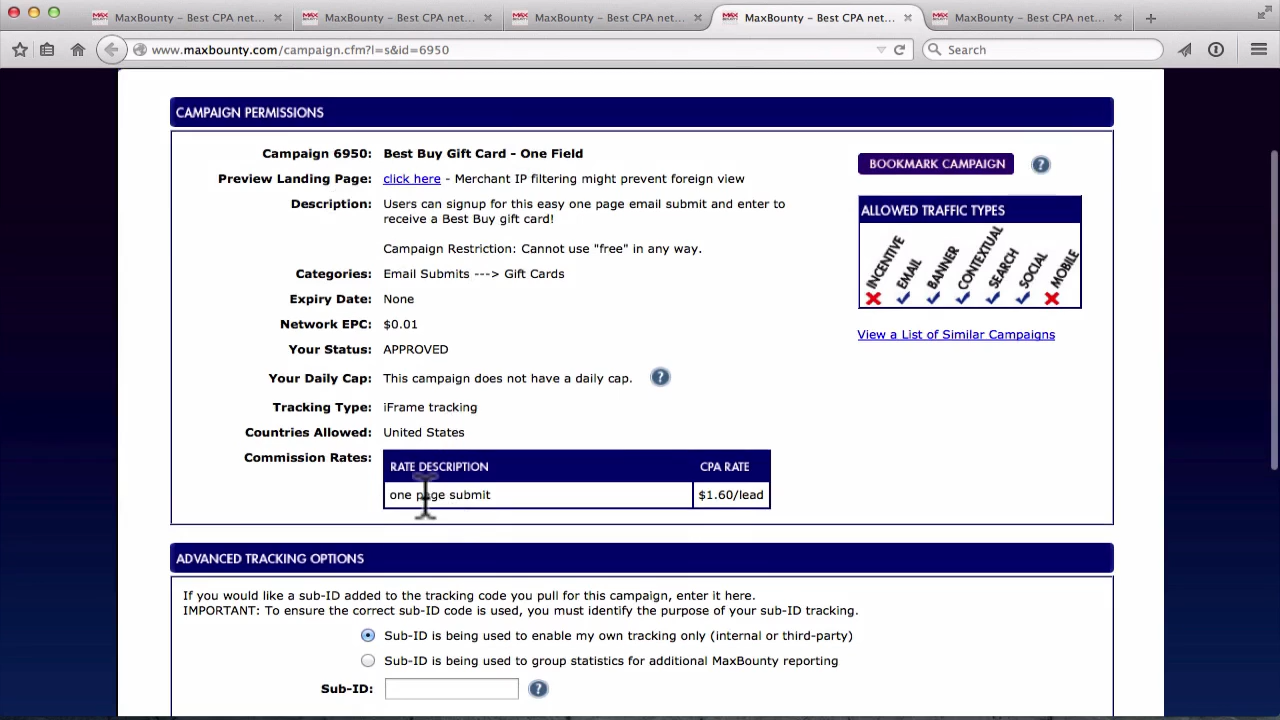 MaxBounty – Best CPA net... ×
MaxBounty – Best CPA net... ×
MaxBounty – Best CPA net... ×
MaxBounty – Best CPA net... ×
MaxBounty – Best CPA net... ×
www.maxbounty.com/campaign.cfm?l=s&id=6950
Search
CAMPAIGN PERMISSIONS
Campaign 6950: Best Buy Gift Card - One Field
Preview Landing Page: click here - Merchant IP filtering might prevent foreign view
Description: Users can signup for this easy one page email submit and enter to
receive a Best Buy gift card!
Campaign Restriction: Cannot use "free" in any way.
Categories: Email Submits ---> Gift Cards
Expiry Date: None
Network EPC: $0.01
Your Status: APPROVED
Your Daily Cap: This campaign does not have a daily cap. ?
Tracking Type: iFrame tracking
Countries Allowed: United States
Commission Rates:
RATE DESCRIPTION CPA RATE
one page submit $1.60/lead
BOOKMARK CAMPAIGN ?
ALLOWED TRAFFIC TYPES
INCENTIVE
EMAIL
BANNER
CONTEXTUAL
SEARCH
SOCIAL
MOBILE
View a List of Similar Campaigns
ADVANCED TRACKING OPTIONS
If you would like a sub-ID added to the tracking code you pull for this campaign, enter it here.
IMPORTANT: To ensure the correct sub-ID code is used, you must identify the purpose of your sub-ID tracking.
Sub-ID is being used to enable my own tracking only (internal or third-party)
Sub-ID is being used to group statistics for additional MaxBounty reporting
Sub-ID: ?